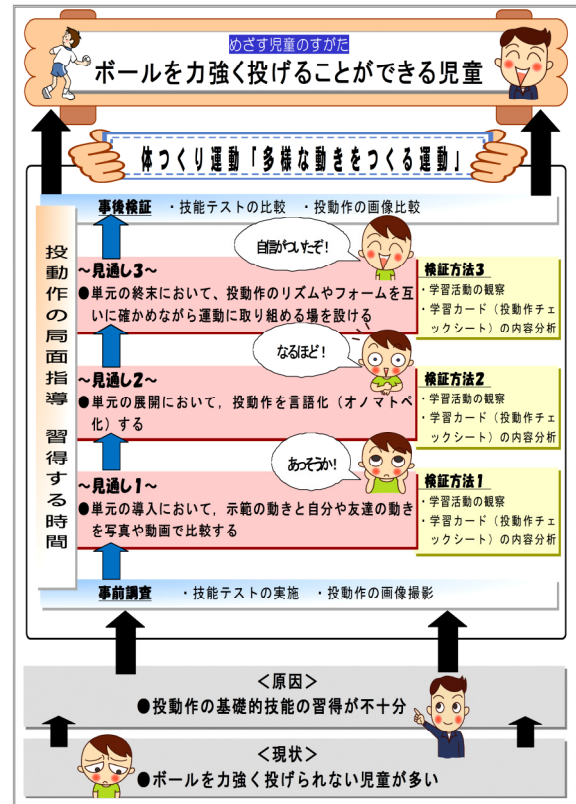 めざす児童のすがた
ボールを力強く投げることができる児童
体つくり運動「多様な動きをつくる運動」
事後検証 ・技能テストの比較 ・投動作の画像比較
自信がついたぞ!
投動作の局面指導 習得する時間
～見通し3～
●単元の終末において、投動作のリズムやフォームを互
いに確かめながら運動に取り組める場を設ける
検証方法3
・学習活動の観察
・学習カード（投動作チェ
ックシート）の内容分析
なるほど!
～見通し2～
●単元の展開において，投動作を言語化（オノマトペ
化）する
検証方法2
・学習活動の観察
・学習カード（投動作チェ
ックシート）の内容分析
あっそうか!
～見通し1～
●単元の導入において，示範の動きと自分や友達の動き
を写真や動画で比較する
検証方法1
・学習活動の観察
・学習カード（投動作チェ
ックシート）の内容分析
事前調査 ・技能テストの実施 ・投動作の画像撮影
＜原因＞
●投動作の基礎的技能の習得が不十分
＜現状＞
●ボールを力強く投げられない児童が多い